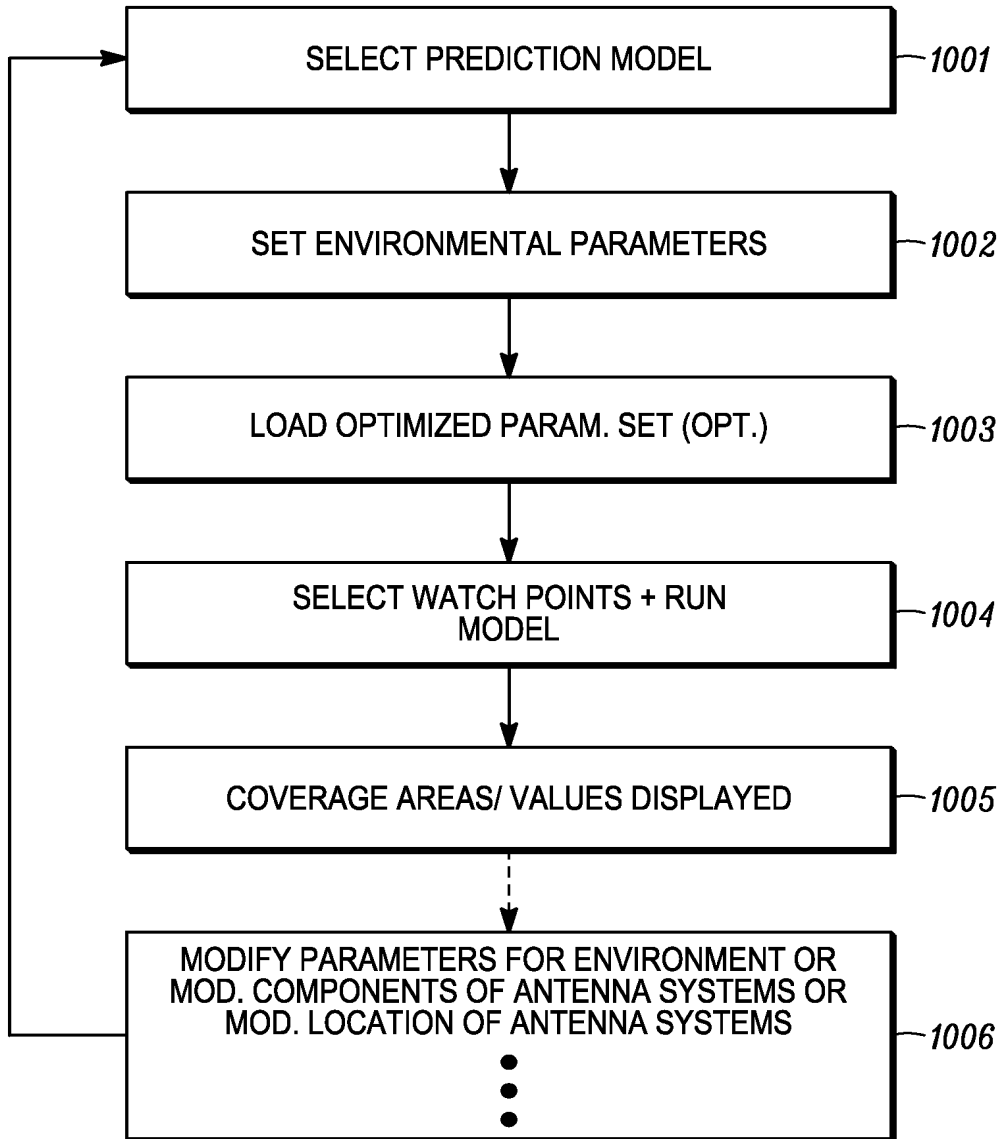 SELECT PREDICTION MODEL
1001
SET ENVIRONMENTAL PARAMETERS
1002
LOAD OPTIMIZED PARAM. SET (OPT.)
1003
SELECT WATCH POINTS + RUN
MODEL
1004
COVERAGE AREAS/ VALUES DISPLAYED
1005
MODIFY PARAMETERS FOR ENVIRONMENT OR
MOD. COMPONENTS OF ANTENNA SYSTEMS OR
MOD. LOCATION OF ANTENNA SYSTEMS
1006